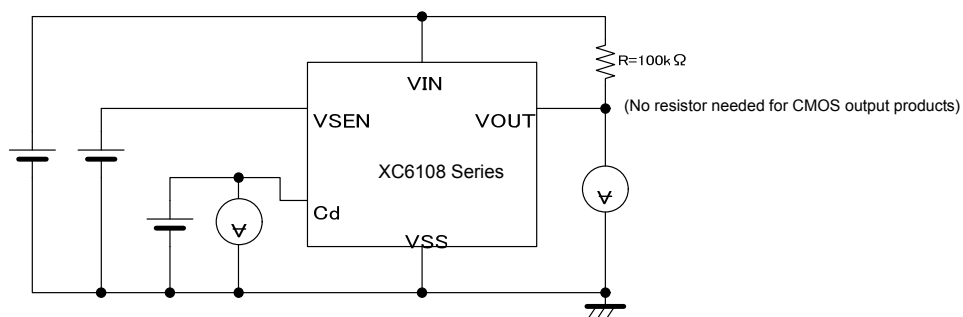 R=100kΩ
VIN
(No resistor needed for CMOS output products)
VSEN
VOUT
XC6108 Series
V
V
Cd
VSS